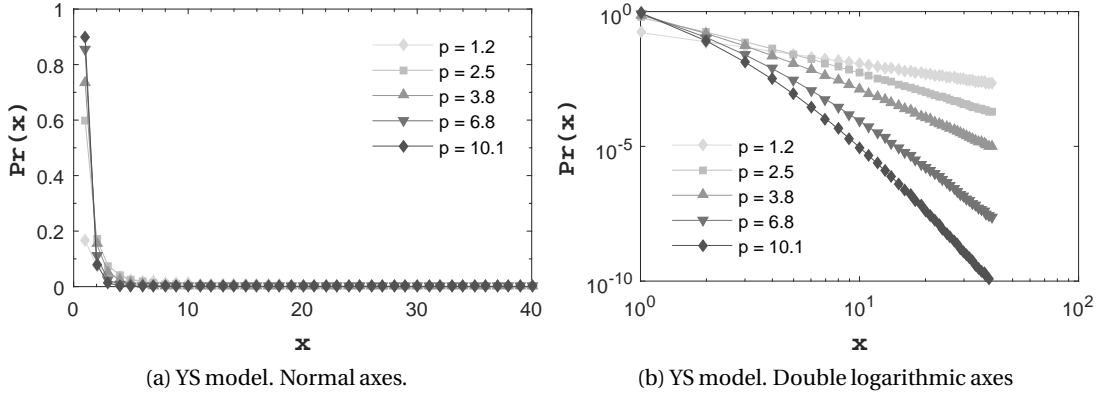 1
0.8
0.6
0.4
0.2
0
0
10
20
30
40
Pr(x)
x
p = 1.2
p = 2.5
p = 3.8
p = 6.8
p = 10.1
(a) YS model. Normal axes.
10^0
10^-5
10^-10
10^0
10^1
10^2
Pr(x)
x
p = 1.2
p = 2.5
p = 3.8
p = 6.8
p = 10.1
(b) YS model. Double logarithmic axes